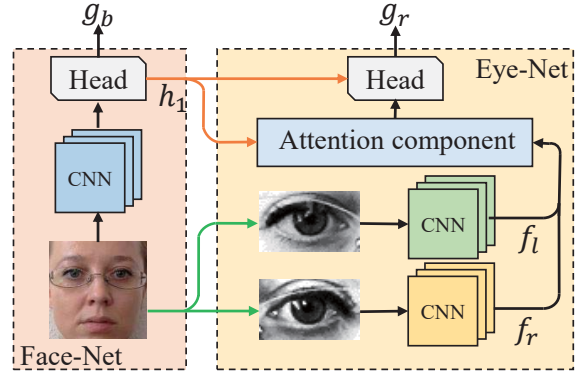 g_b
g_r
Head
h_1
Head
Eye-Net
Attention component
CNN
CNN
f_l
CNN
f_r
Face-Net